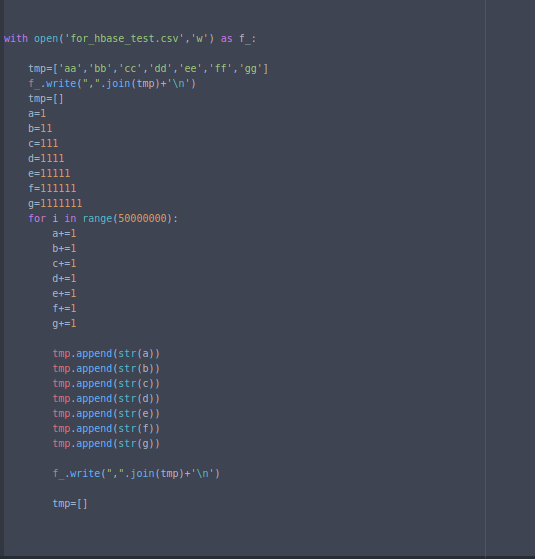 with open('for_hbase_test.csv','w') as f_:
tmp=['aa','bb','cc','dd','ee','ff','gg']
f_.write(",".join(tmp)+'\n')
tmp=[]
a=1
b=11
c=111
d=1111
e=11111
f=111111
g=1111111
for i in range(50000000):
a+=1
b+=1
c+=1
d+=1
e+=1
f+=1
g+=1
tmp.append(str(a))
tmp.append(str(b))
tmp.append(str(c))
tmp.append(str(d))
tmp.append(str(e))
tmp.append(str(f))
tmp.append(str(g))
f_.write(",".join(tmp)+'\n')
tmp=[]